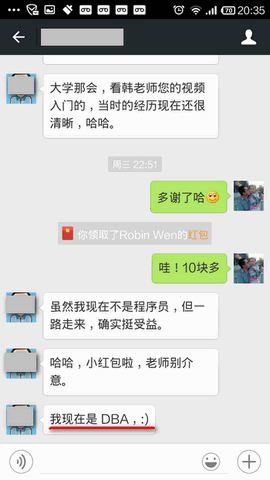 20:35
大学那会，看韩老师您的视频
入门的，当时的经历现在还很
清晰，哈哈。
周三 22:51
多谢了哈
你领取了Robin Wen的红包
哇！10块多
虽然我现在不是程序员，但一
路走来，确实挺受益。
哈哈，小红包啦，老师别介
意。
我现在是 DBA，:)